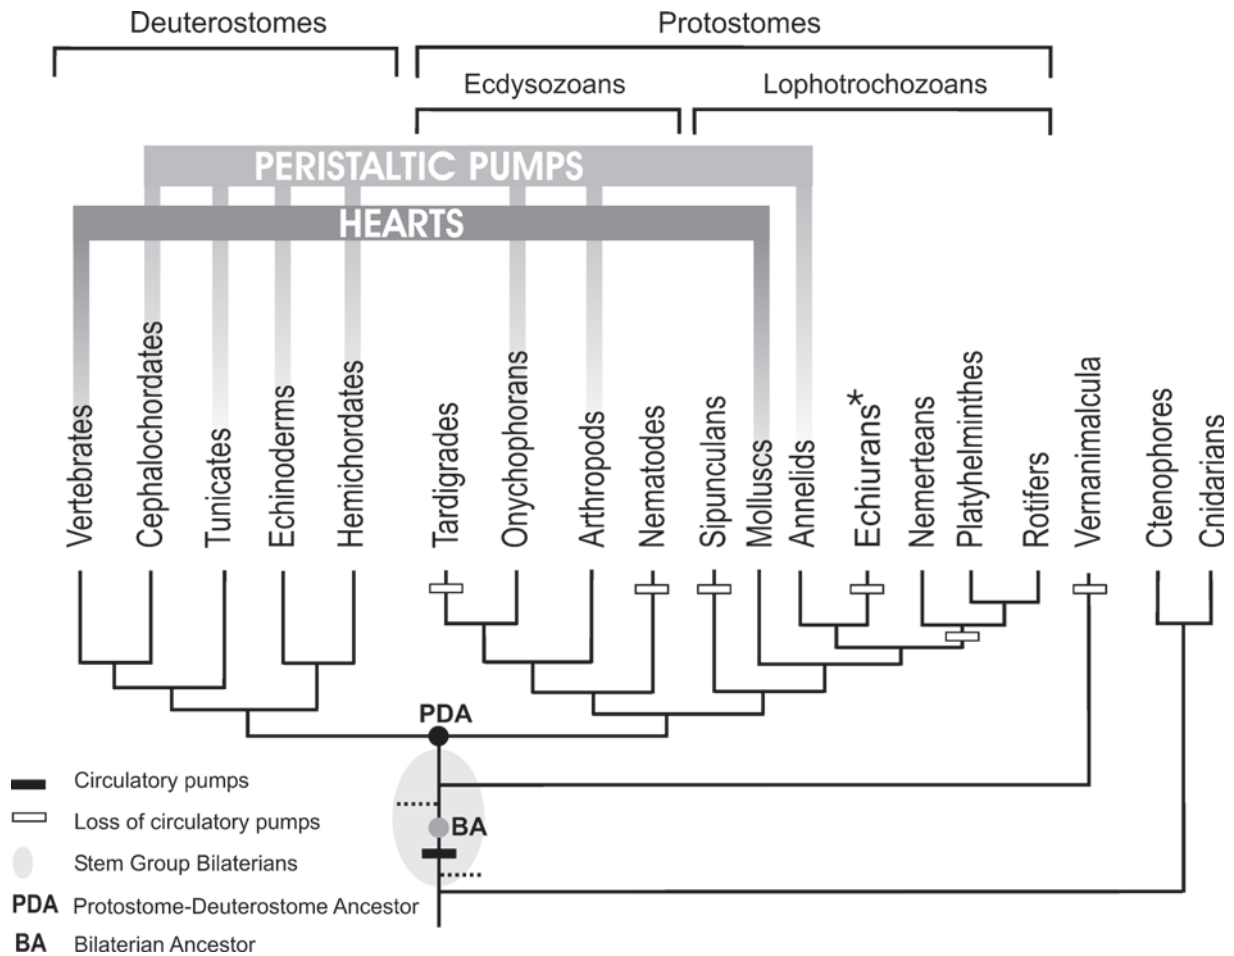 Deuterostomes
Protostomes
Ecdysozoans
Lophotrochozoans
PERISTALTIC PUMPS
HEARTS
Vertebrates
Cephalochordates
Tunicates
Echinoderms
Hemichordates
Tardigrades
Onychophorans
Arthropods
Nematodes
Sipunculans
Molluscs
Annelids
Echiurans*
Nemerteans
Platyhelminthes
Rotifers
Vernanimalcula
Ctenophores
Cnidarians
PDA
BA
Circulatory pumps
Loss of circulatory pumps
Stem Group Bilaterians
PDA Protostome-Deuterostome Ancestor
BA Bilaterian Ancestor